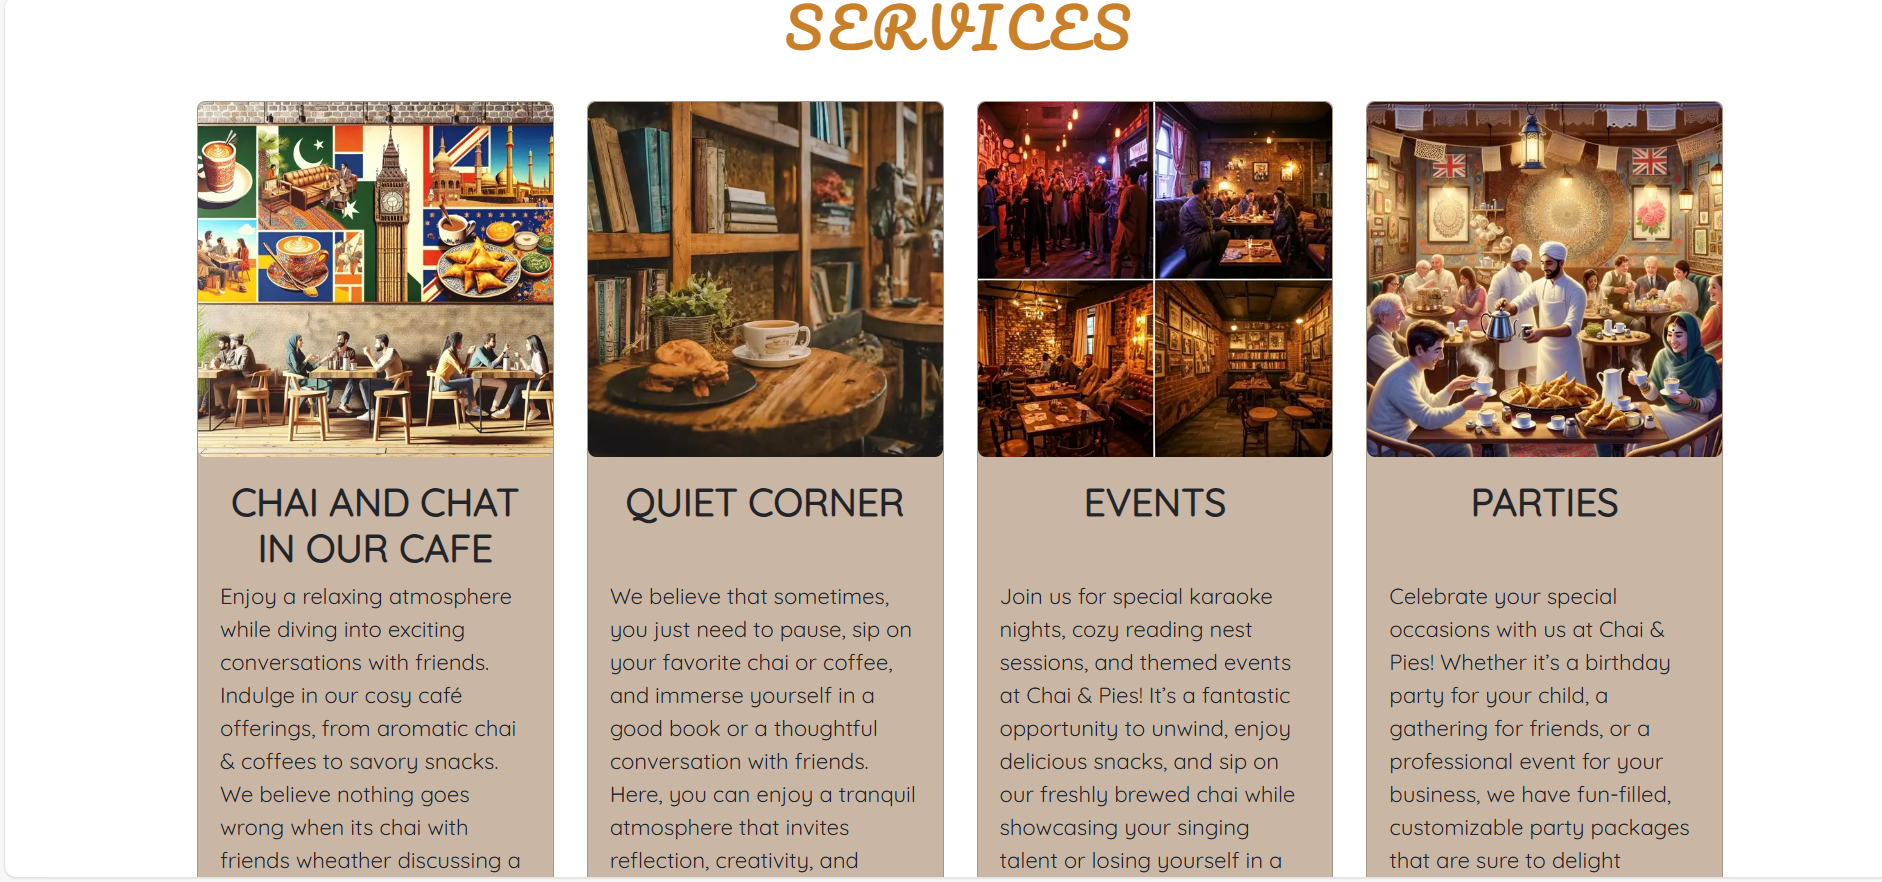 SERVICES
CHAI AND CHAT
IN OUR CAFE
Enjoy a relaxing atmosphere
while diving into exciting
conversations with friends.
Indulge in our cosy café
offerings, from aromatic chai
& coffees to savory snacks.
We believe nothing goes
wrong when its chai with
friends wheather discussing a
QUIET CORNER
We believe that sometimes,
you just need to pause, sip on
your favorite chai or coffee,
and immerse yourself in a
good book or a thoughtful
conversation with friends.
Here, you can enjoy a tranquil
atmosphere that invites
reflection, creativity, and
EVENTS
Join us for special karaoke
nights, cozy reading nest
sessions, and themed events
at Chai & Pies! It’s a fantastic
opportunity to unwind, enjoy
delicious snacks, and sip on
our freshly brewed chai while
showcasing your singing
talent or losing yourself in a
PARTIES
Celebrate your special
occasions with us at Chai &
Pies! Whether it’s a birthday
party for your child, a
gathering for friends, or a
professional event for your
business, we have fun-filled,
customizable party packages
that are sure to delight